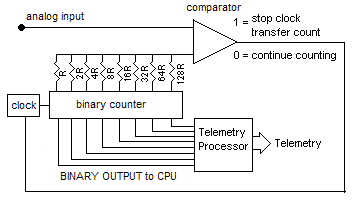 comparator
analog input
1 = stop clock
transfer count
0 = continue counting
R
2R
4R
8R
16R
32R
64R
128R
clock
binary counter
Telemetry
Processor
Telemetry
BINARY OUTPUT to CPU